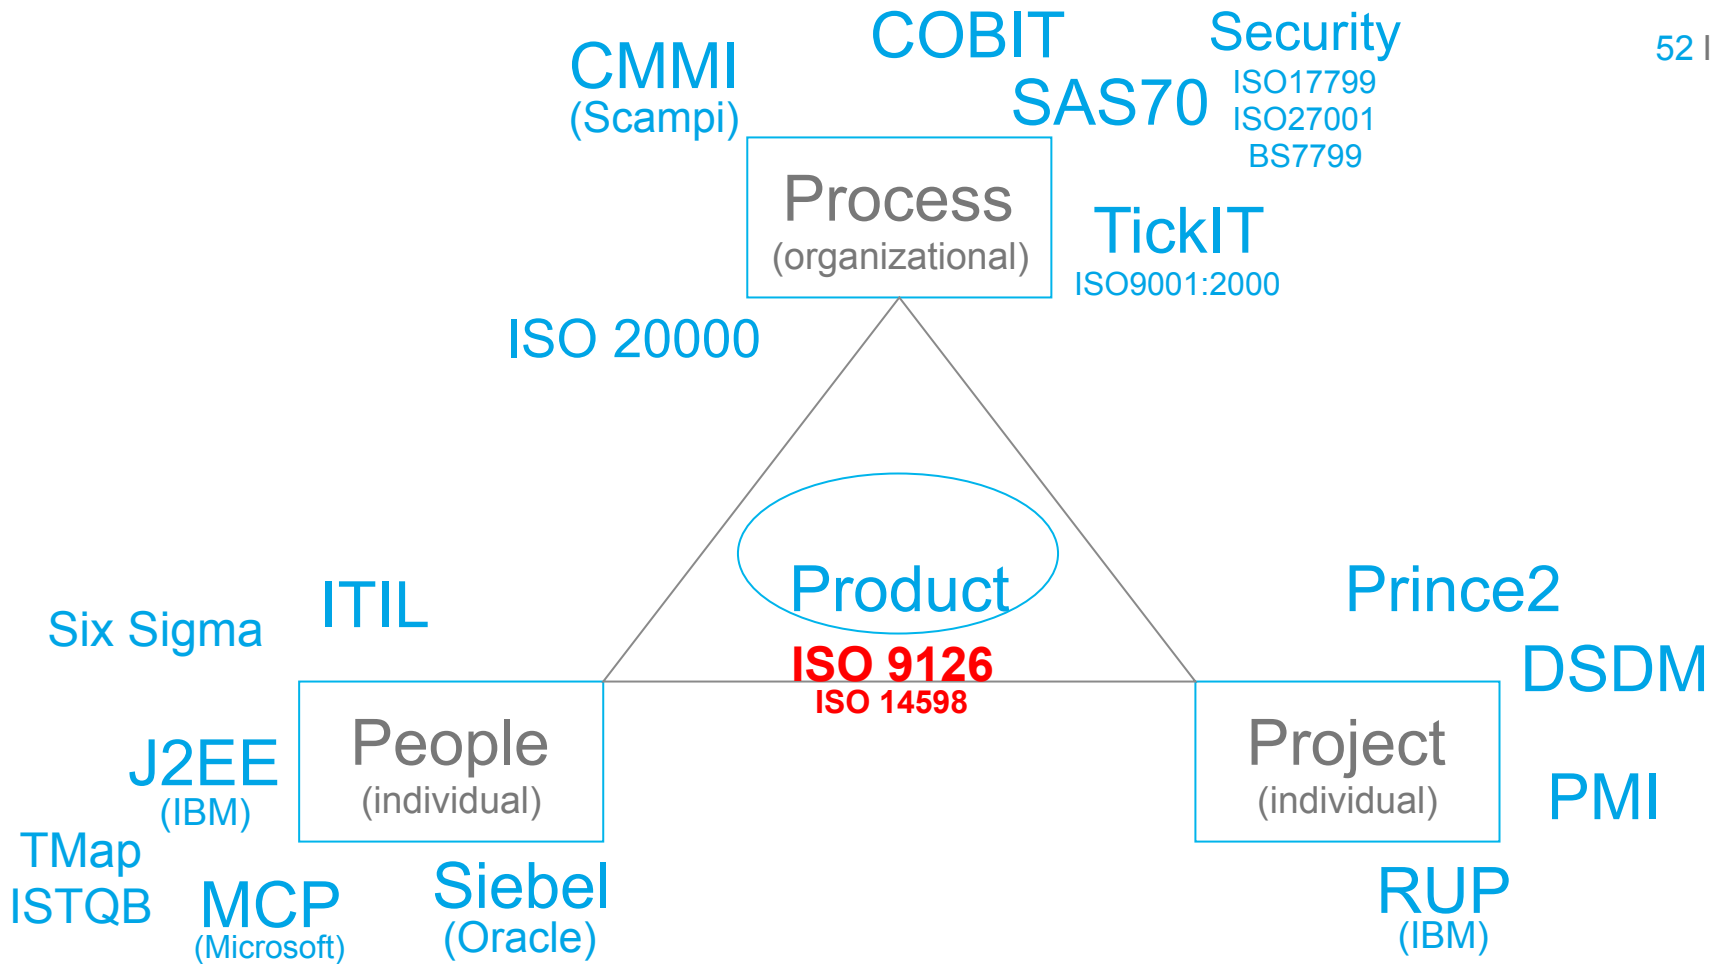 COBIT
Security
52 I
CMMI
(Scampi)
SAS70
ISO17799
ISO27001
BS7799
Process
(organizational)
TickIT
ISO9001:2000
ISO 20000
Product
ISO 9126
ISO 14598
Six Sigma
ITIL
People
(individual)
J2EE
(IBM)
TMap
ISTQB
MCP
(Microsoft)
Siebel
(Oracle)
Prince2
DSDM
Project
(individual)
PMI
RUP
(IBM)